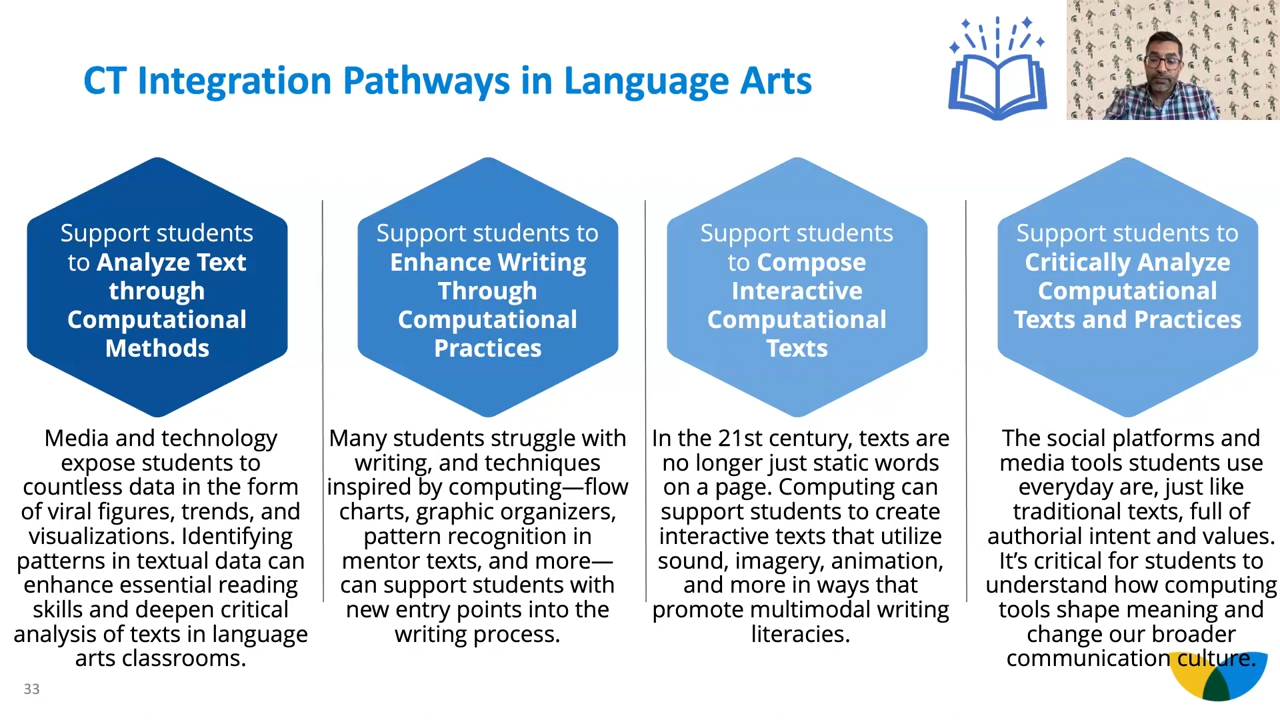 CT Integration Pathways in Language Arts
Support students
to Analyze Text
through
Computational
Methods
Media and technology
expose students to
countless data in the form
of viral figures, trends, and
visualizations. Identifying
patterns in textual data can
enhance essential reading
skills and deepen critical
analysis of texts in language
arts classrooms.
Support students to
Enhance Writing
Through
Computational
Practices
Many students struggle with
writing, and techniques
inspired by computing—flow
charts, graphic organizers,
pattern recognition in
mentor texts, and more—
can support students with
new entry points into the
writing process.
Support students
to Compose
Interactive
Computational
Texts
In the 21st century, texts are
no longer just static words
on a page. Computing can
support students to create
interactive texts that utilize
sound, imagery, animation,
and more in ways that
promote multimodal writing
literacies.
Support students to
Critically Analyze
Computational
Texts and Practices
The social platforms and
media tools students use
everyday are, just like
traditional texts, full of
authorial intent and values.
It’s critical for students to
understand how computing
tools shape meaning and
change our broader
communication culture.
33